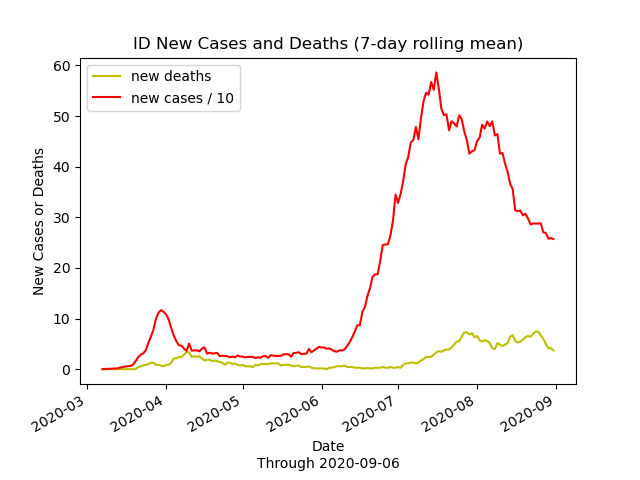 ID New Cases and Deaths (7-day rolling mean)
new deaths
new cases / 10
60
50
40
30
20
10
0
New Cases or Deaths
2020-03
2020-04
2020-05
2020-06
2020-07
2020-08
2020-09
Date
Through 2020-09-06